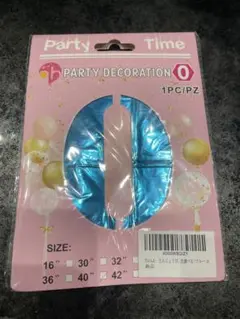 Party Time
PARTY DECORATION 0
1PC/PZ
SIZE:
16" 30" 32"
36" 40" 42"